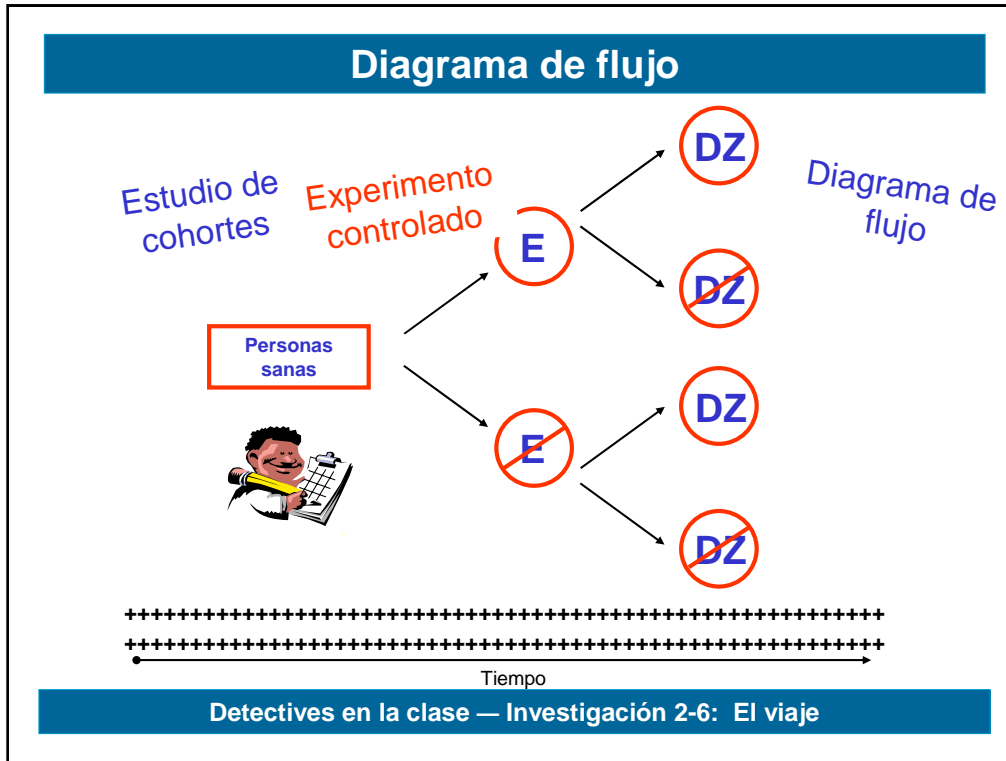 Diagrama de flujo
Estudio de
cohortes
Experimento
controlado
Diagrama de
flujo
Personas
sanas
E
E
DZ
DZ
DZ
DZ
++++++++++++++++++++++++++++++++++++++++++++++++++++++++++
++++++++++++++++++++++++++++++++++++++++++++++++++++++++++
Tiempo
Detectives en la clase — Investigación 2-6: El viaje